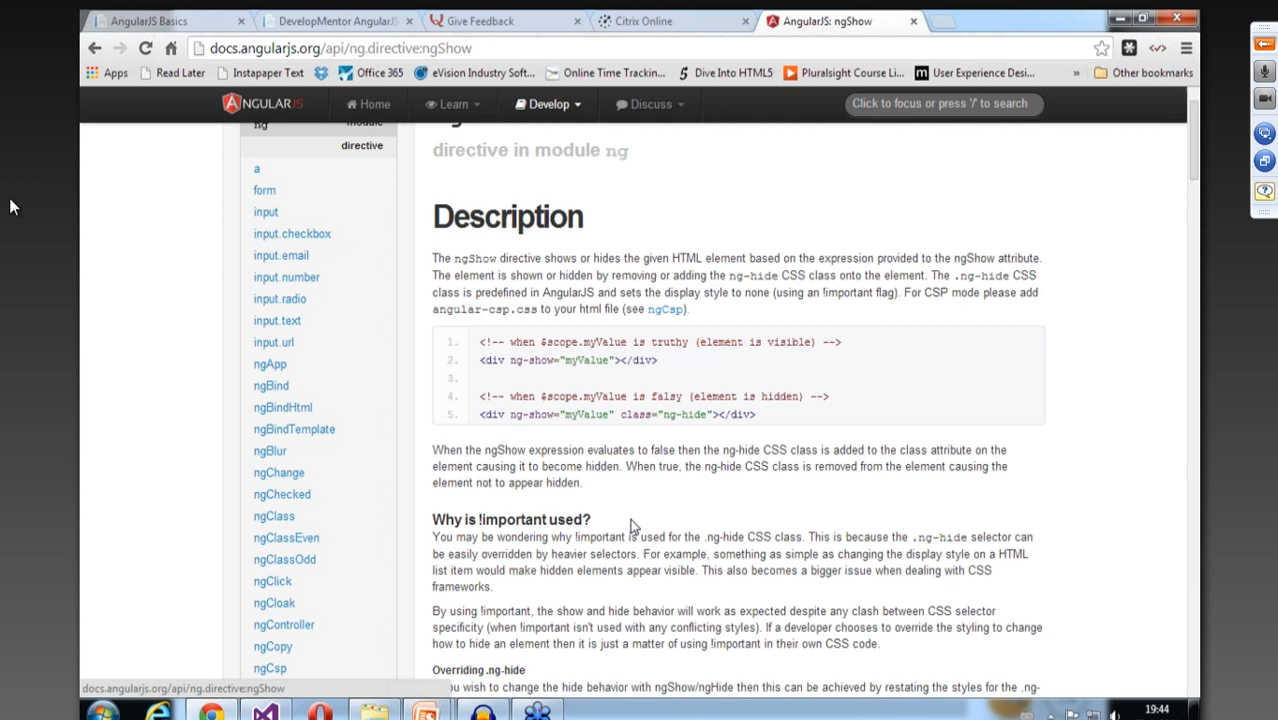 AngularJS Basics
DevelopMentor AngularJS
Give Feedback
Citrix Online
AngularJS: ngShow
docs.angularjs.org/api/ng.directive:ngShow
Apps
Read Later
Instapaper Text
Office 365
eVision Industry Soft...
Online Time Trackin...
Dive Into HTML5
Pluralsight Course Li...
User Experience Desi...
»
Other bookmarks
ANGULARJS
Home
Learn
Develop
Discuss
Click to focus or press '/' to search
ng
module
directive
a
form
input
input.checkbox
input.email
input.number
input.radio
input.text
input.url
ngApp
ngBind
ngBindHtml
ngBindTemplate
ngBlur
ngChange
ngChecked
ngClass
ngClassEven
ngClassOdd
ngClick
ngCloak
ngController
ngCopy
ngCsp
directive in module ng
Description
The ngShow directive shows or hides the given HTML element based on the expression provided to the ngShow attribute.
The element is shown or hidden by removing or adding the ng-hide CSS class onto the element. The .ng-hide CSS
class is predefined in AngularJS and sets the display style to none (using an !important flag). For CSP mode please add
angular-csp.css to your html file (see ngCsp).
1. <!-- when $scope.myValue is truthy (element is visible) -->
2. <div ng-show="myValue"></div>
3.
4. <!-- when $scope.myValue is falsy (element is hidden) -->
5. <div ng-show="myValue" class="ng-hide"></div>
When the ngShow expression evaluates to false then the ng-hide CSS class is added to the class attribute on the
element causing it to become hidden. When true, the ng-hide CSS class is removed from the element causing the
element not to appear hidden.
Why is !important used?
You may be wondering why !important is used for the .ng-hide CSS class. This is because the .ng-hide selector can
be easily overridden by heavier selectors. For example, something as simple as changing the display style on a HTML
list item would make hidden elements appear visible. This also becomes a bigger issue when dealing with CSS
frameworks.
By using !important, the show and hide behavior will work as expected despite any clash between CSS selector
specificity (when !important isn't used with any conflicting styles). If a developer chooses to override the styling to change
how to hide an element then it is just a matter of using !important in their own CSS code.
Overriding .ng-hide
you wish to change the hide behavior with ngShow/ngHide then this can be achieved by restating the styles for the .ng-
docs.angularjs.org/api/ng.directive:ngShow
19:44